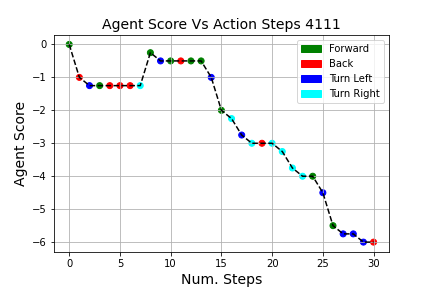 Agent Score Vs Action Steps 4111
Agent Score
0
−1
−2
−3
−4
−5
−6
Forward
Back
Turn Left
Turn Right
0 5 10 15 20 25 30
Num. Steps